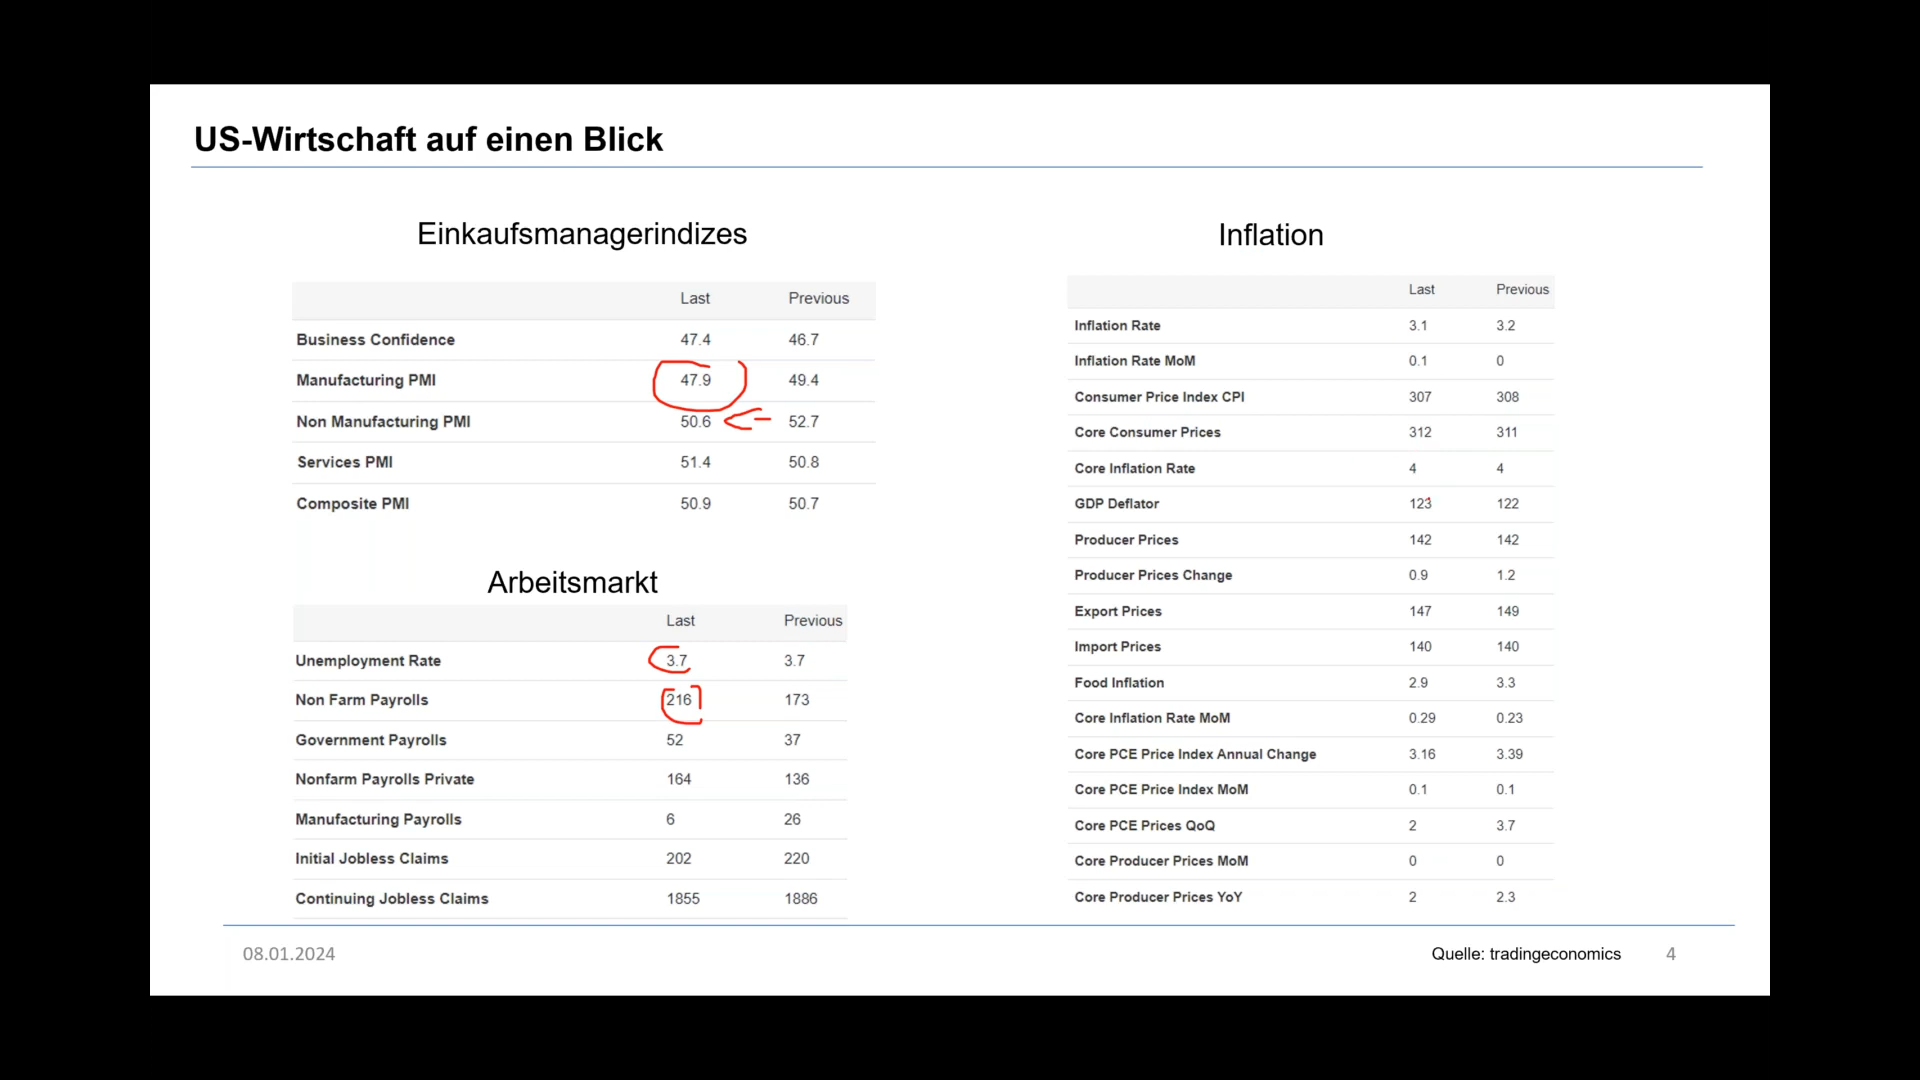 US-Wirtschaft auf einen Blick
Einkaufsmanagerindizes
Last Previous
Business Confidence 47.4 46.7
Manufacturing PMI 47.9 49.4
Non Manufacturing PMI 50.6 52.7
Services PMI 51.4 50.8
Composite PMI 50.9 50.7
Arbeitsmarkt
Last Previous
Unemployment Rate 3.7 3.7
Non Farm Payrolls 216 173
Government Payrolls 52 37
Nonfarm Payrolls Private 164 136
Manufacturing Payrolls 6 26
Initial Jobless Claims 202 220
Continuing Jobless Claims 1855 1886
Inflation
Last Previous
Inflation Rate 3.1 3.2
Inflation Rate MoM 0.1 0
Consumer Price Index CPI 307 308
Core Consumer Prices 312 311
Core Inflation Rate 4 4
GDP Deflator 123 122
Producer Prices 142 142
Producer Prices Change 0.9 1.2
Export Prices 147 149
Import Prices 140 140
Food Inflation 2.9 3.3
Core Inflation Rate MoM 0.29 0.23
Core PCE Price Index Annual Change 3.16 3.39
Core PCE Price Index MoM 0.1 0.1
Core PCE Prices QoQ 2 3.7
Core Producer Prices MoM 0 0
Core Producer Prices YoY 2 2.3
08.01.2024
Quelle: tradingeconomics 4